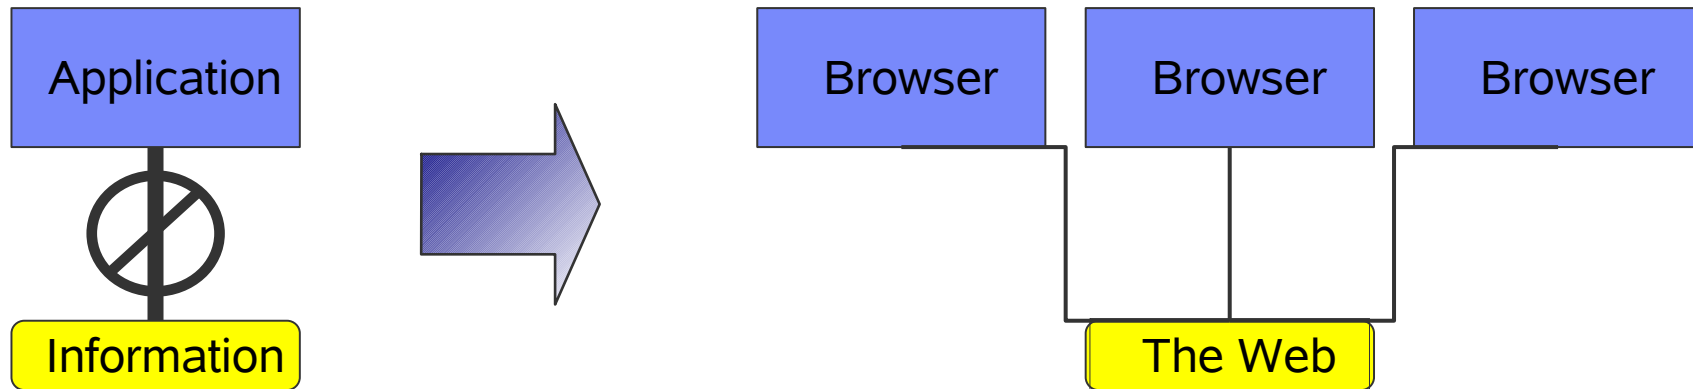 Application
Browser
Browser
Browser
Information
The Web